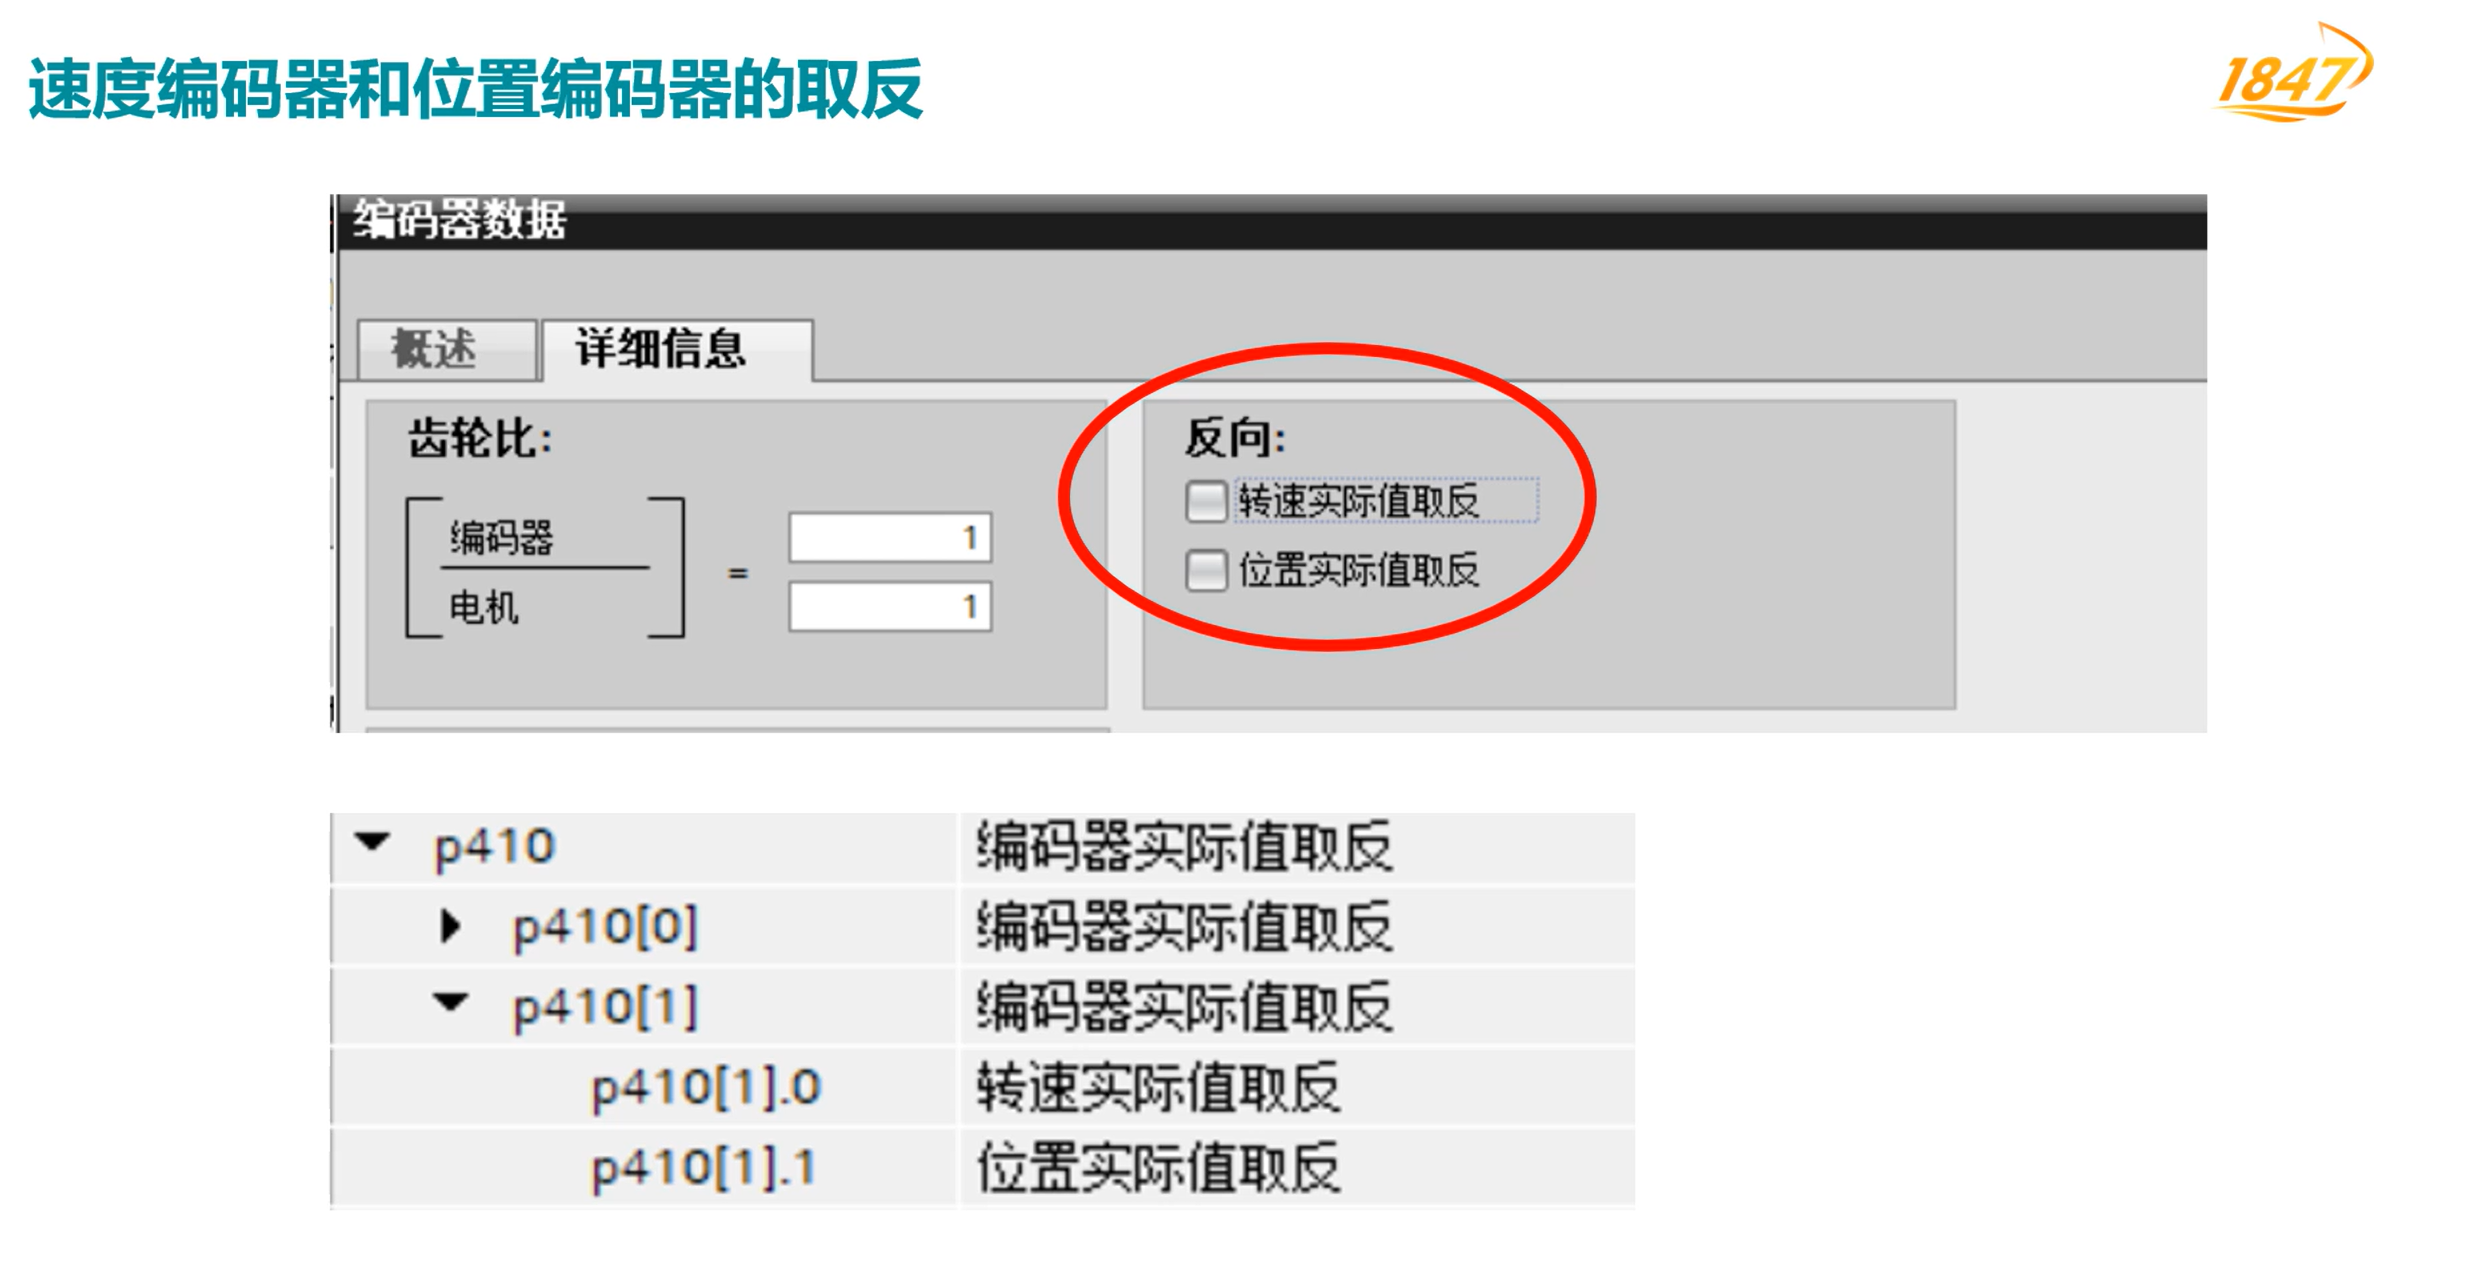 速度编码器和位置编码器的取反
1847
编码器数据
概述 详细信息
齿轮比:
编码器
电机
=
1
1
反向:
转速实际值取反
位置实际值取反
p410 编码器实际值取反
p410[0] 编码器实际值取反
p410[1] 编码器实际值取反
p410[1].0 转速实际值取反
p410[1].1 位置实际值取反